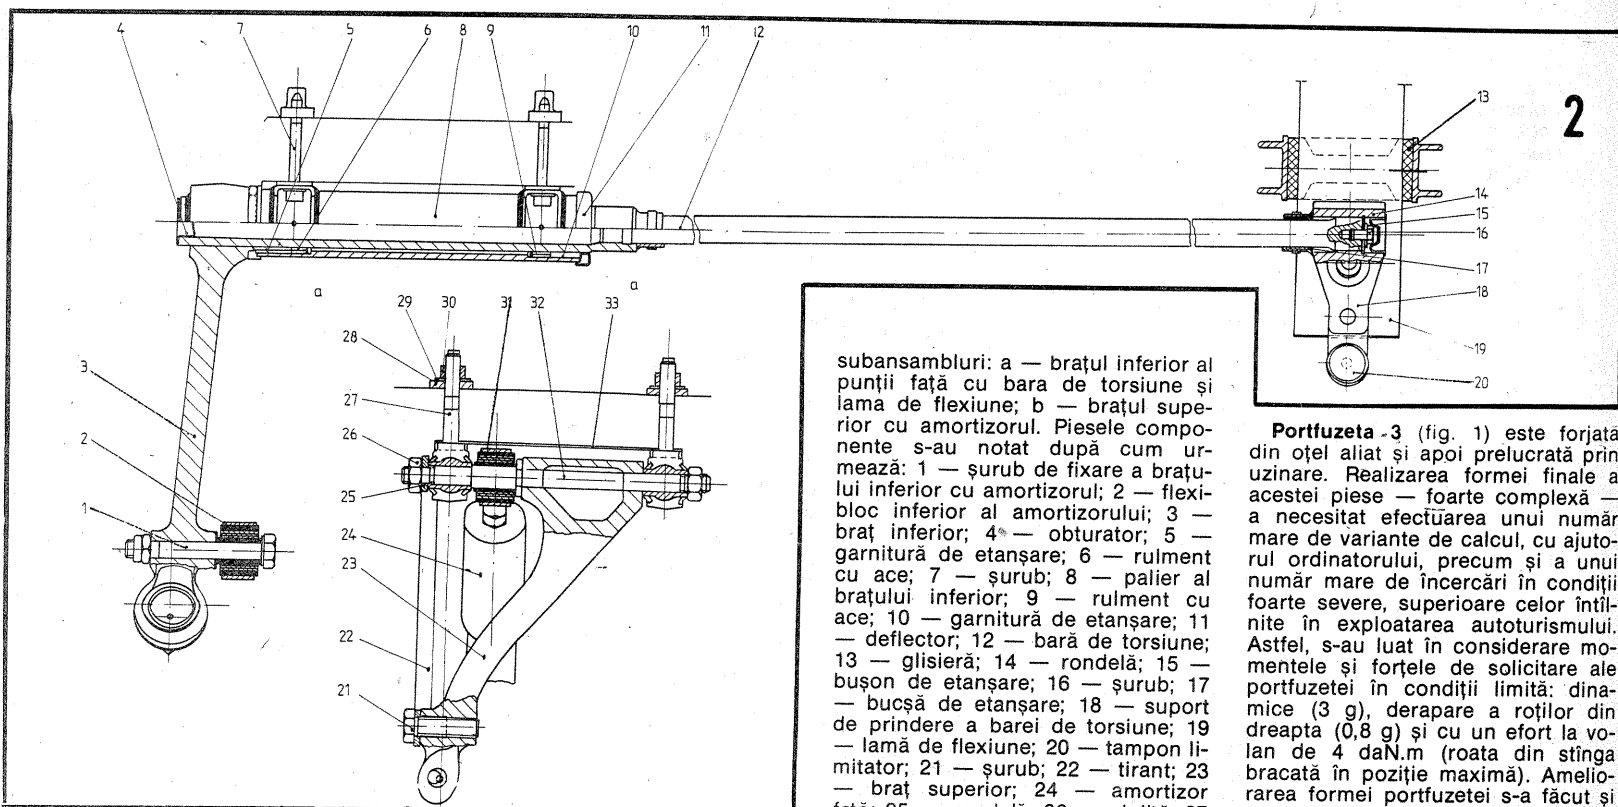 4
7
5
6
8
9
10
11
12
13
2
14
15
16
17
18
19
20
a
a
29
30
31
32
33
28
27
26
25
24
23
22
21
3
2
1
subansambluri: a — brațul inferior al
punții față cu bara de torsiune și
lama de flexiune; b — brațul supe-
rior cu amortizorul. Piesele compo-
nente s-au notat după cum ur-
mează: 1 — șurub de fixare a brațu-
lui inferior cu amortizorul; 2 — flexi-
bloc inferior al amortizorului; 3 —
braț inferior; 4 — obturator; 5 —
garnitură de etanșare; 6 — rulment
cu ace; 7 — șurub; 8 — palier al
brațului inferior; 9 — rulment cu
ace; 10 — garnitură de etanșare; 11
— deflector; 12 — bară de torsiune;
13 — glisieră; 14 — rondelă; 15 —
bușon de etanșare; 16 — șurub; 17
— bucșă de etanșare; 18 — suport
de prindere a barei de torsiune; 19
— lamă de flexiune; 20 — tampon li-
mitator; 21 — șurub; 22 — tirant; 23
— braț superior; 24 — amortizor
Portfuzeta 3 (fig. 1) este forjată
din oțel aliat și apoi prelucrată prin
uzinare. Realizarea formei finale a
acestei piese — foarte complexă —
a necesitat efectuarea unui număr
mare de variante de calcul, cu ajuto-
rul ordinatorului, precum și a unui
număr mare de încercări în condiții
foarte severe, superioare celor întîl-
nite în exploatarea autoturismului.
Astfel, s-au luat în considerare mo-
mentele și forțele de solicitare ale
portfuzetei în condiții limită: dina-
mice (3 g), derapare a roților din
dreapta (0,8 g) și cu un efort la vo-
lan de 4 daN.m (roata din stînga
bracată în poziție maximă). Amelio-
rarea formei portfuzetei s-a făcut și